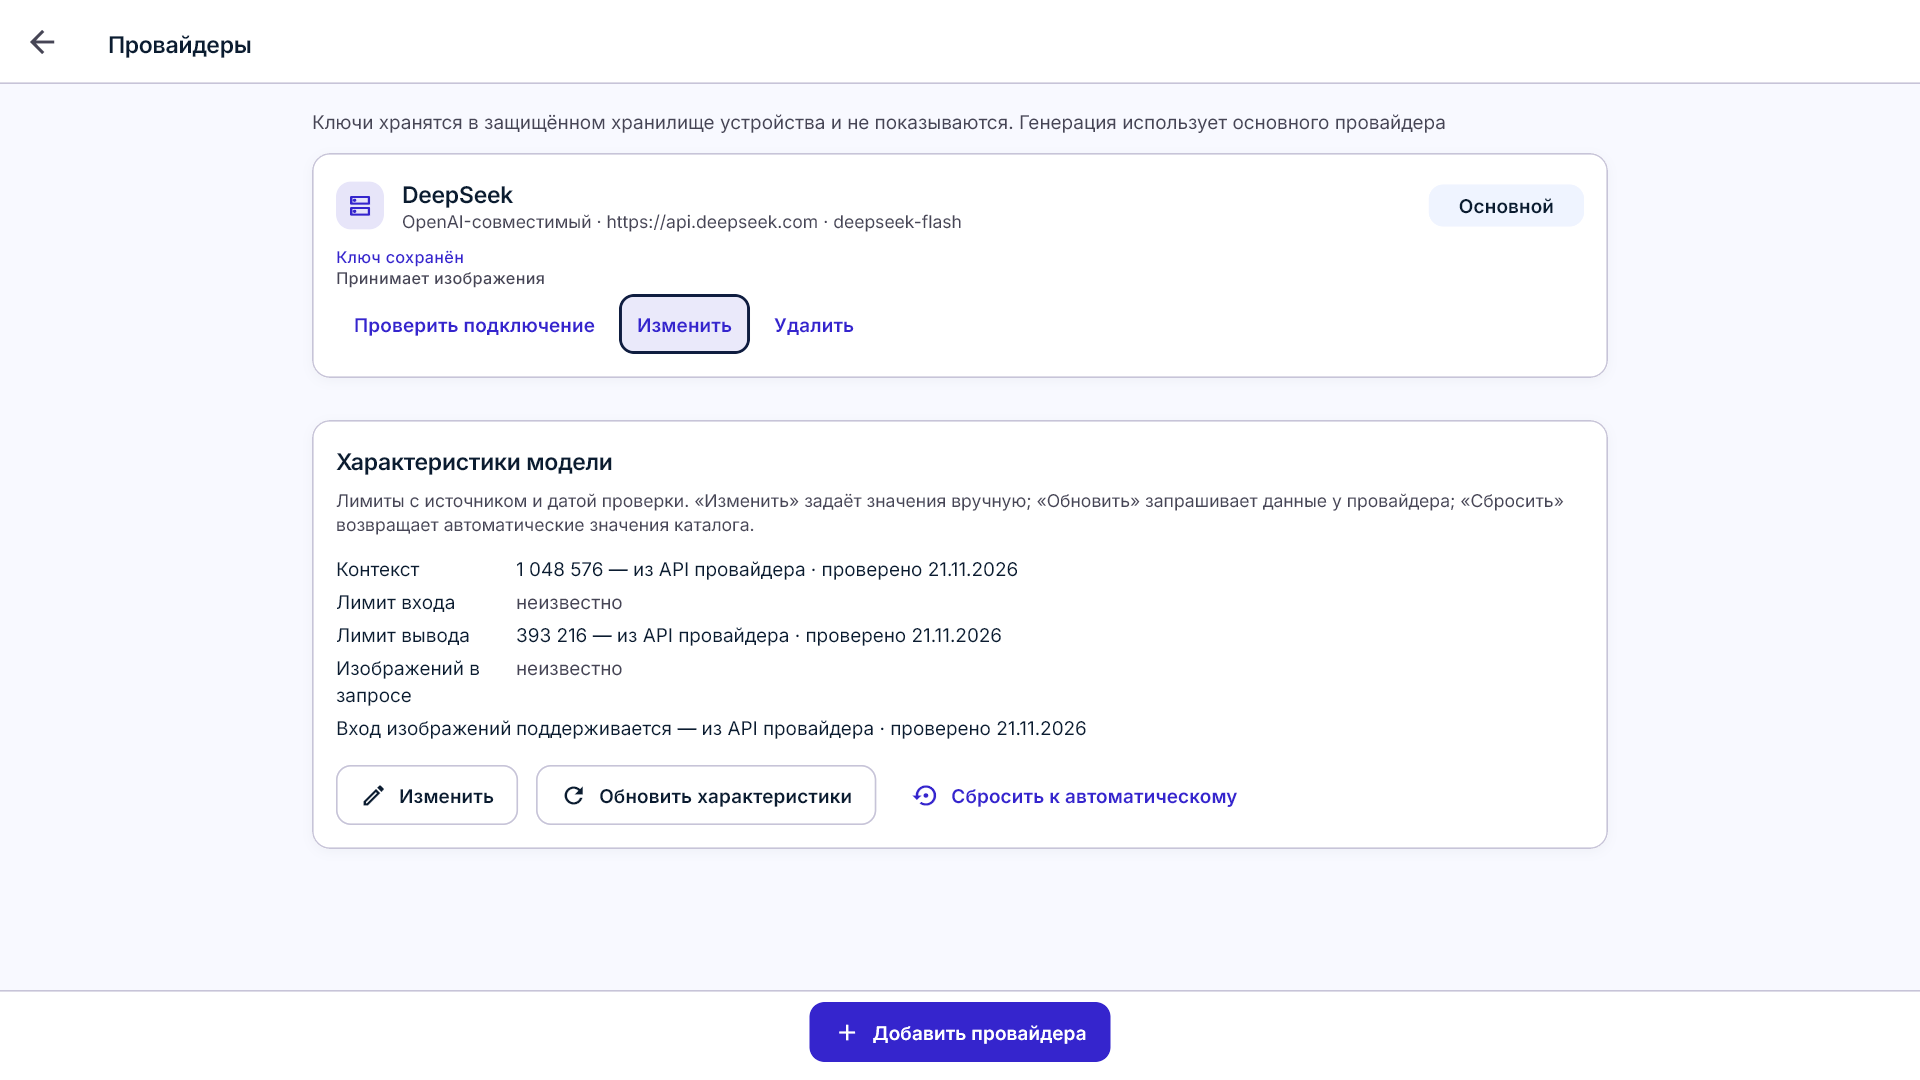 Провайдеры
Ключи хранятся в защищённом хранилище устройства и не показываются. Генерация использует основного провайдера
DeepSeek
OpenAI-совместимый · https://api.deepseek.com · deepseek-flash
Основной
Ключ сохранён
Принимает изображения
Проверить подключение
Изменить
Удалить
Характеристики модели
Лимиты с источником и датой проверки. «Изменить» задаёт значения вручную; «Обновить» запрашивает данные у провайдера; «Сбросить»
возвращает автоматические значения каталога.
Контекст 1 048 576 — из API провайдера · проверено 21.11.2026
Лимит входа неизвестно
Лимит вывода 393 216 — из API провайдера · проверено 21.11.2026
Изображений в неизвестно
запросе
Вход изображений поддерживается — из API провайдера · проверено 21.11.2026
Изменить
Обновить характеристики
Сбросить к автоматическому
Добавить провайдера